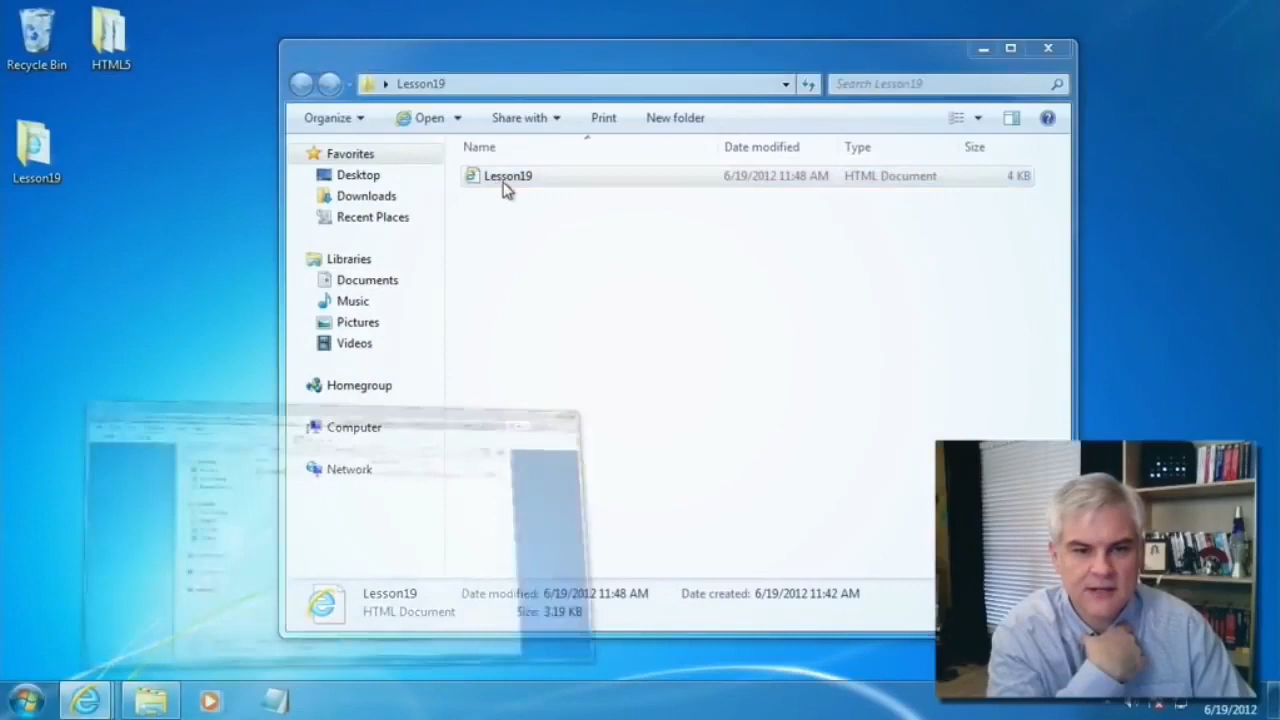 Recycle Bin
HTML5
Lesson19
Lesson19
Search Lesson19
Organize
Open
Share with
Print
New folder
Name
Date modified
Type
Size
Favorites
Desktop
Downloads
Recent Places
Libraries
Documents
Music
Pictures
Videos
Homegroup
Computer
Network
Lesson19
6/19/2012 11:48 AM
HTML Document
4 KB
Lesson19
HTML Document
Date modified: 6/19/2012 11:48 AM
Size: 3.19 KB
Date created: 6/19/2012 11:42 AM
6/19/2012